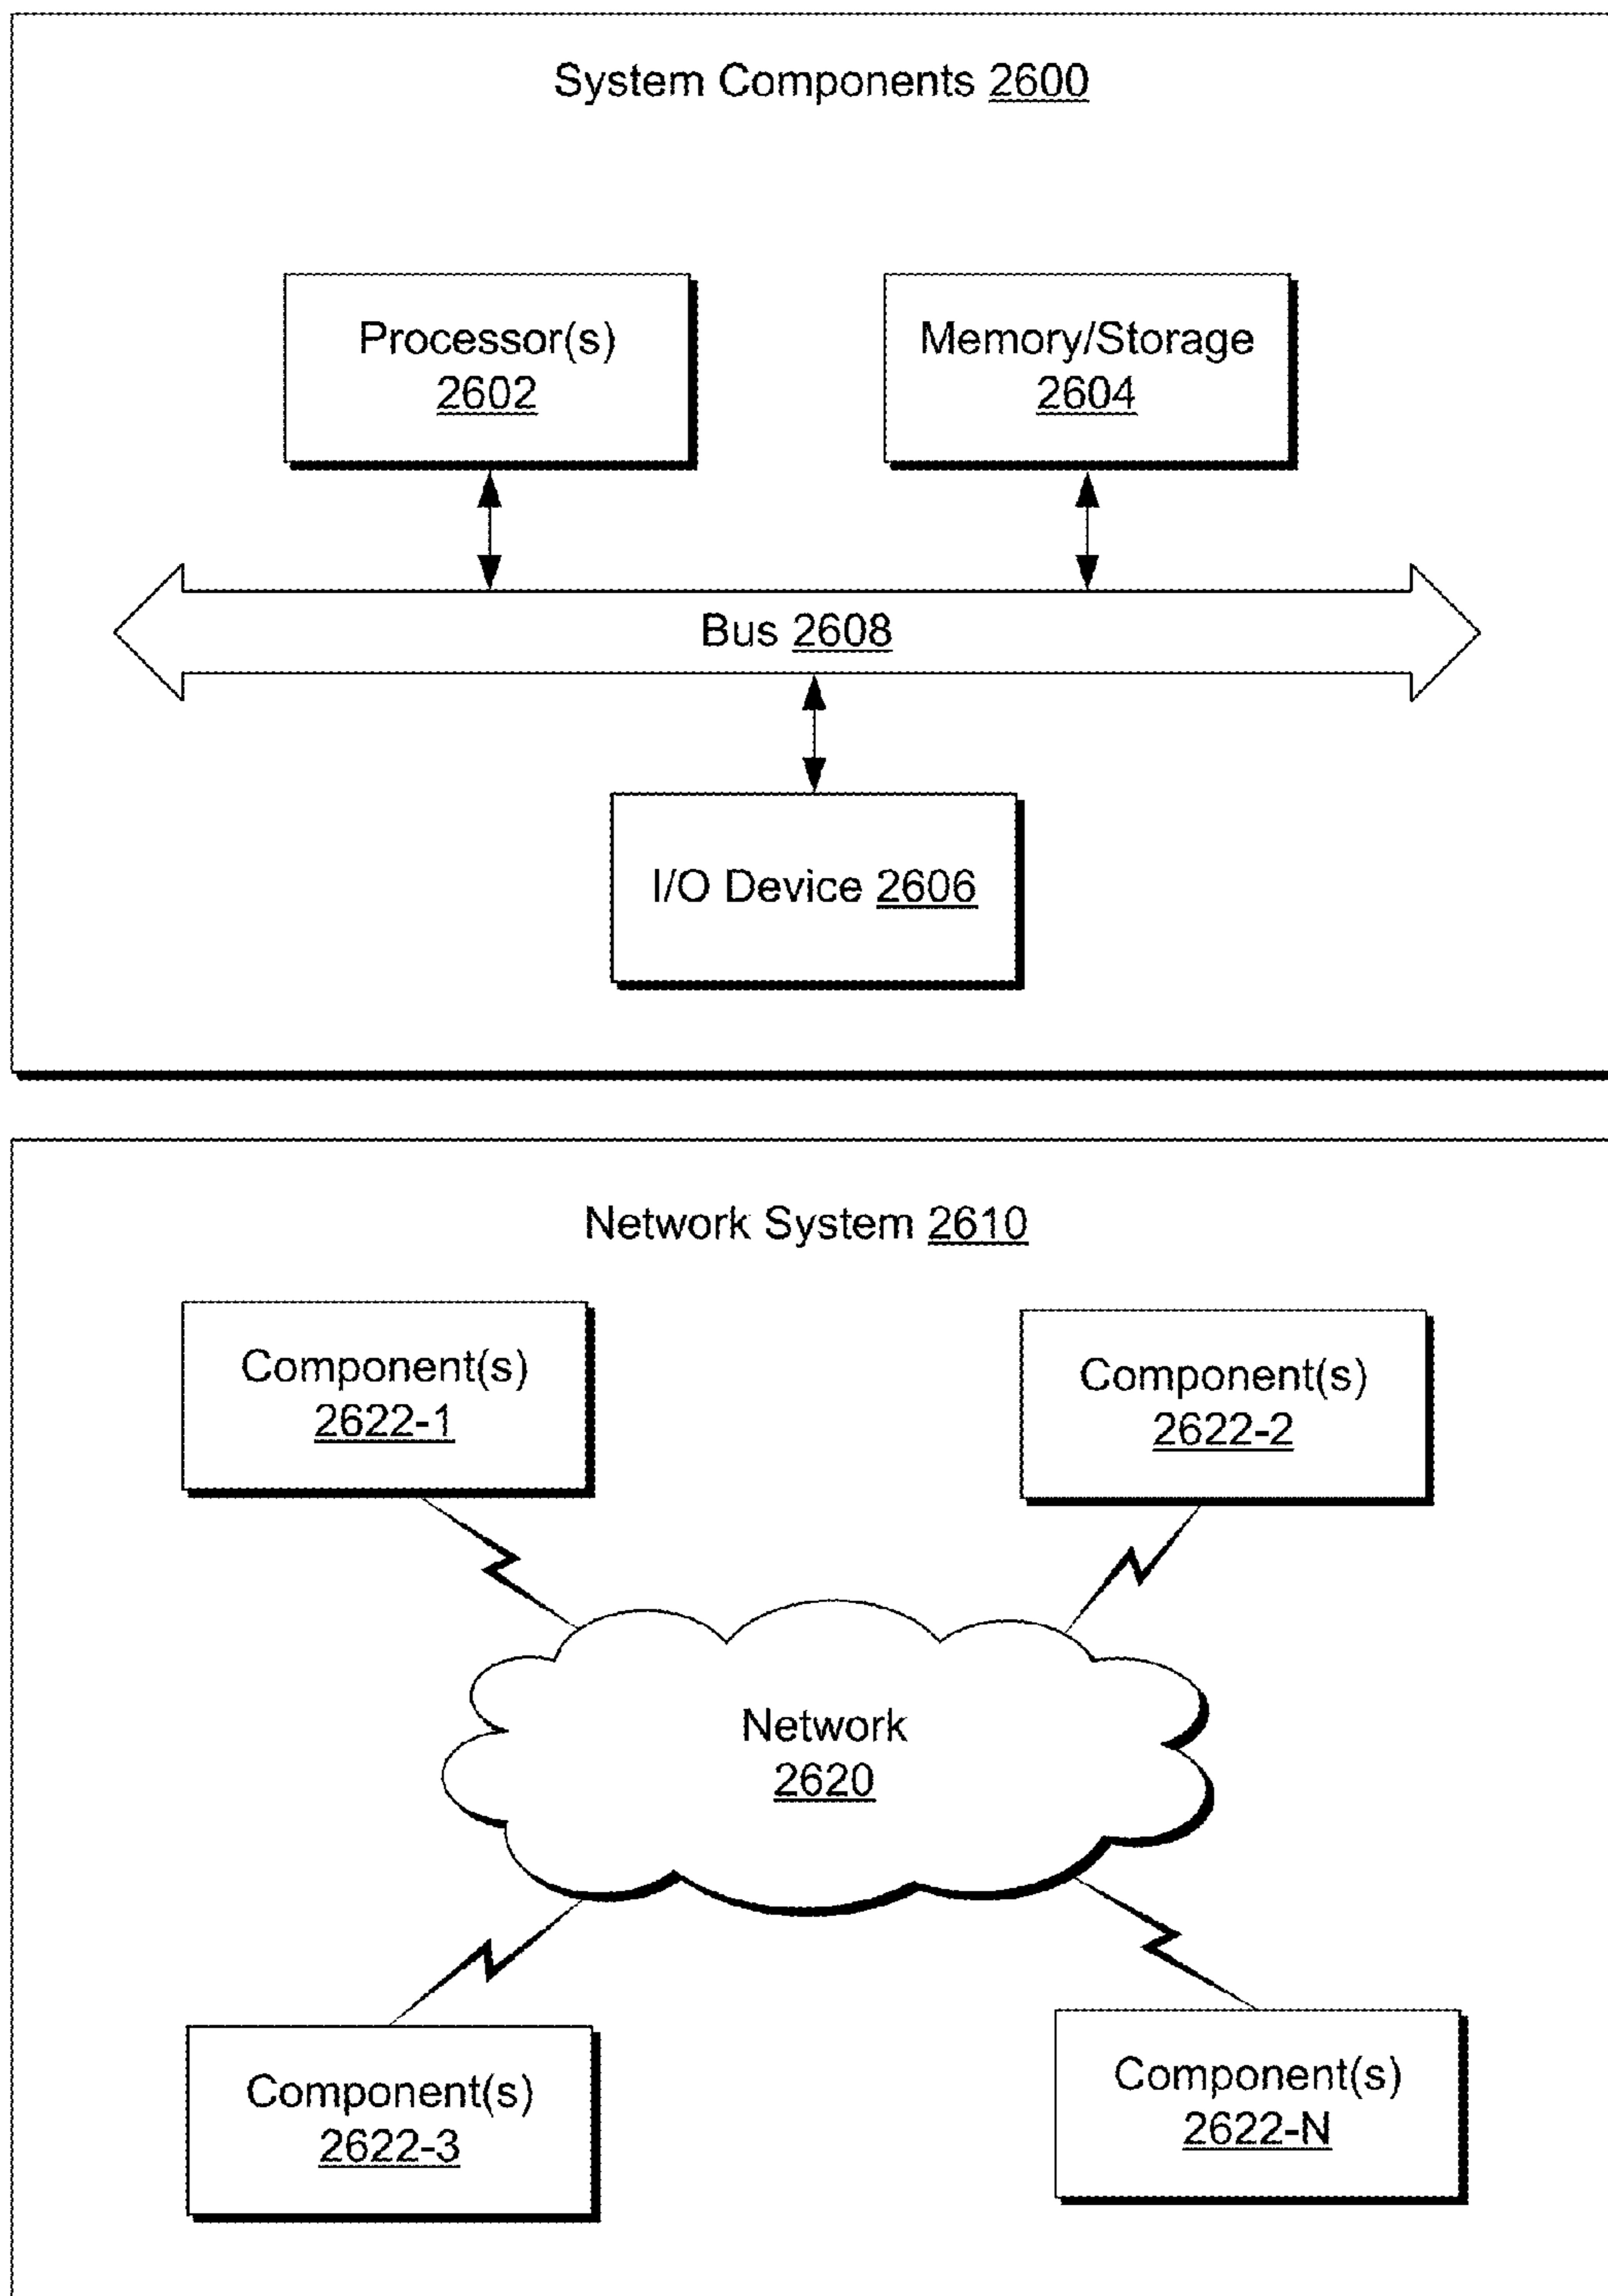 System Components 2600
Processor(s)
2602
Memory/Storage
2604
Bus 2608
I/O Device 2606
Network System 2610
Component(s)
2622-1
Component(s)
2622-2
Network
2620
Component(s)
2622-3
Component(s)
2622-N